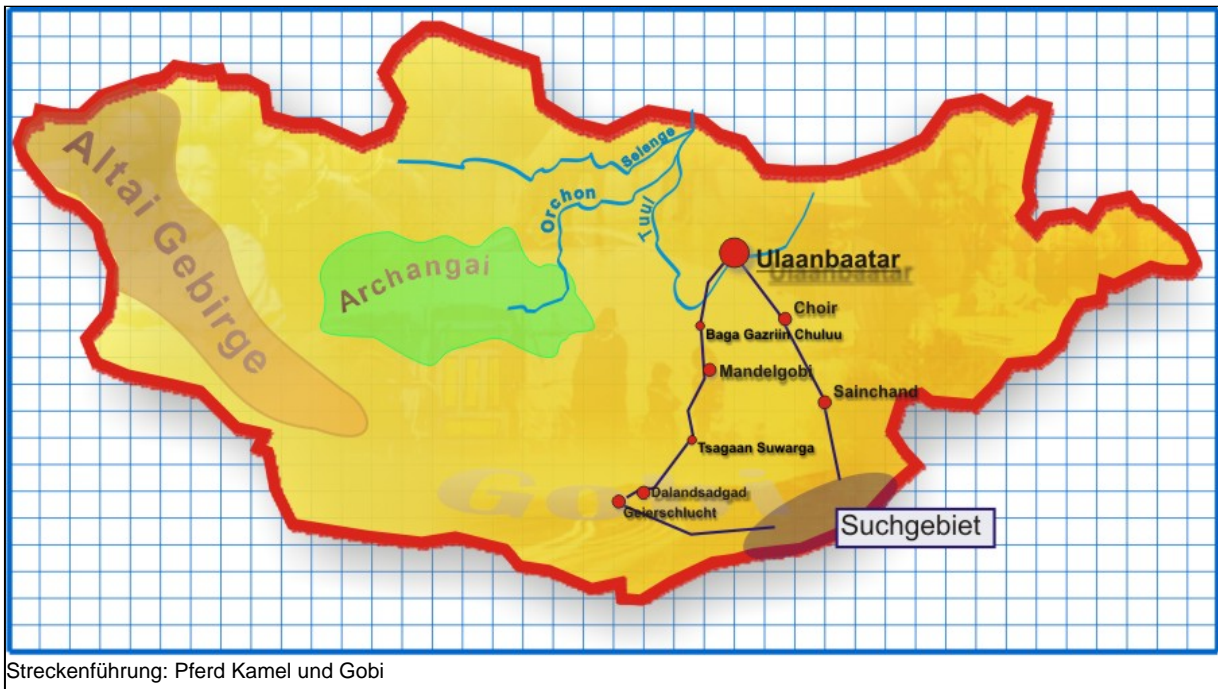 Altai Gebirge
Archangai
Selenge
Orchon
Tuul
Ulaanbaatar
Choir
Baga Gazriin Chuluu
Mandelgobi
Sainchand
Tsagaan Suwarga
Gobi
Dalandsadgad
Geierschlucht
Suchgebiet
Streckenführung: Pferd Kamel und Gobi